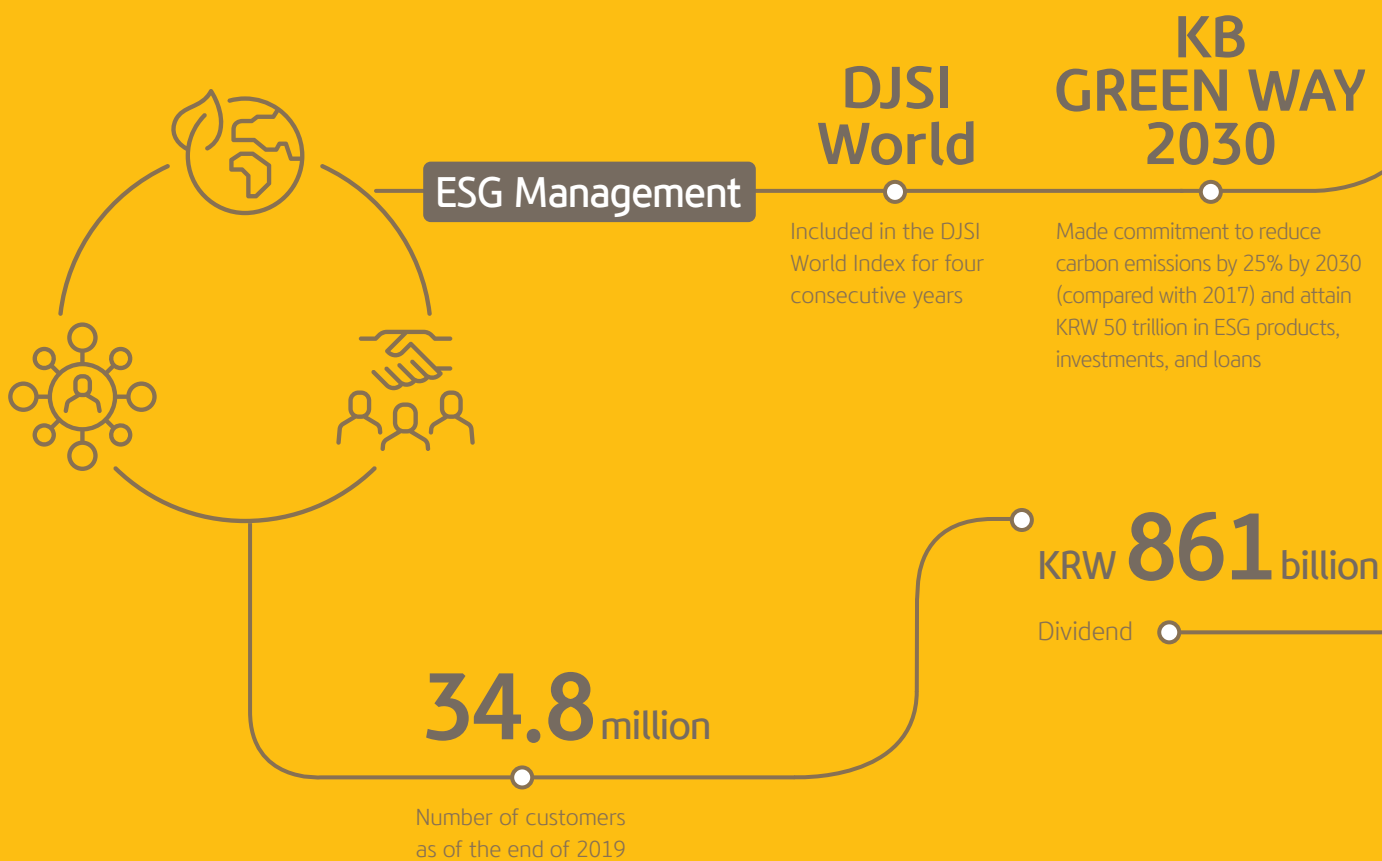 ESG Management
DJSI
World
Included in the DJSI
World Index for four
consecutive years
KB
GREEN WAY
2030
Made commitment to reduce
carbon emissions by 25% by 2030
(compared with 2017) and attain
KRW 50 trillion in ESG products,
investments, and loans
KRW 861 billion
Dividend
34.8 million
Number of customers
as of the end of 2019